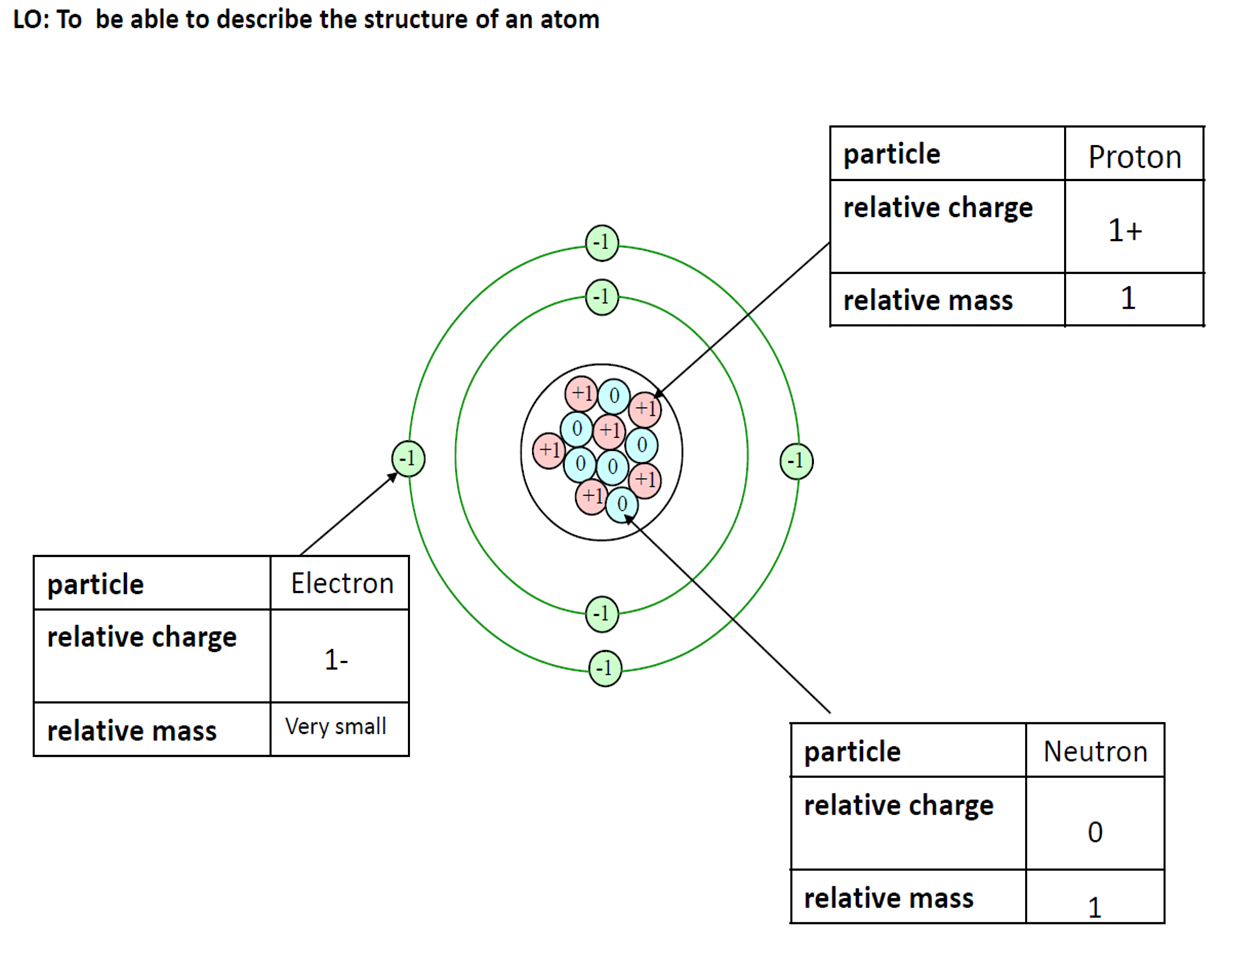 LO: To  be able to describe the structure of an atom
particle Proton
relative charge 1+
relative mass 1
-1
-1
+1 0 +1
0 +1 0
+1 0 0 +1
+1 0
-1 -1
-1
-1
particle Electron
relative charge 1-
relative mass Very small
particle Neutron
relative charge 0
relative mass 1